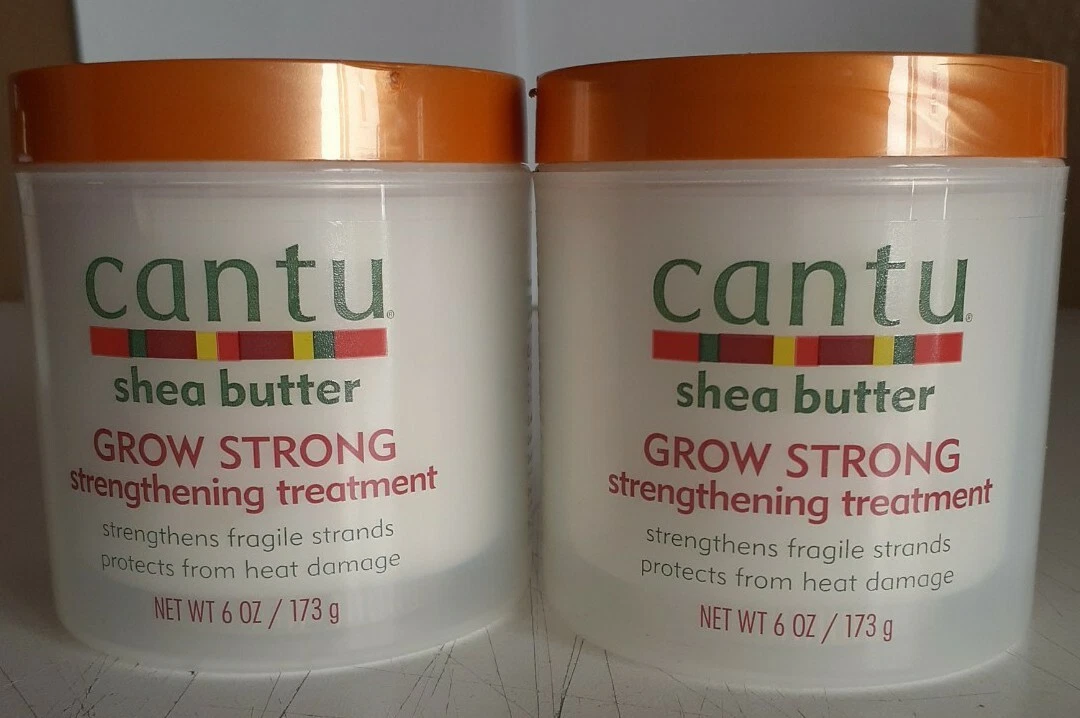 cantu®
shea butter
GROW STRONG
strengthening treatment
strengthens fragile strands
protects from heat damage
NET WT 6 OZ / 173 g
cantu®
shea butter
GROW STRONG
strengthening treatment
strengthens fragile strands
protects from heat damage
NET WT 6 OZ / 173 g